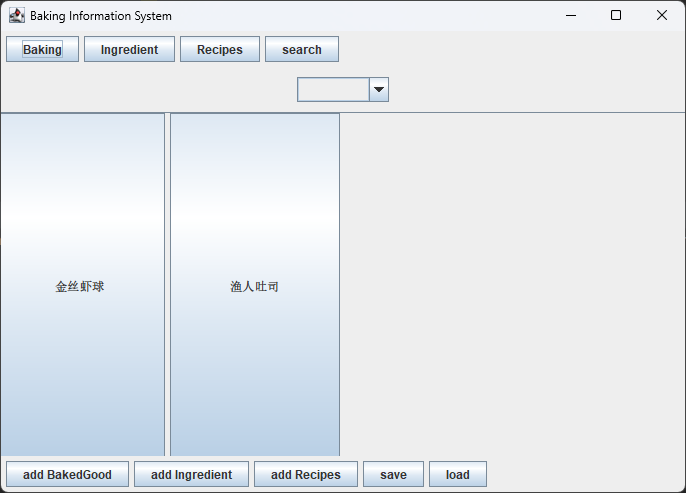 Baking Information System
Baking Ingredient Recipes search
金丝虾球 渔人吐司
add BakedGood add Ingredient add Recipes save load